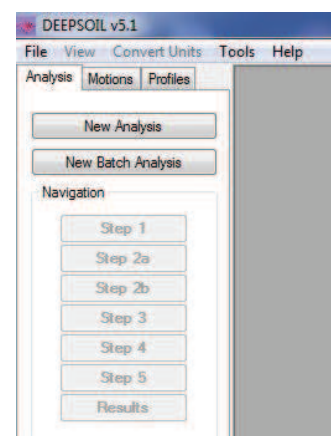 DEEPSOIL v5.1
File View Convert Units Tools Help
Analysis Motions Profiles
New Analysis
New Batch Analysis
Navigation
Step 1
Step 2a
Step 2b
Step 3
Step 4
Step 5
Results